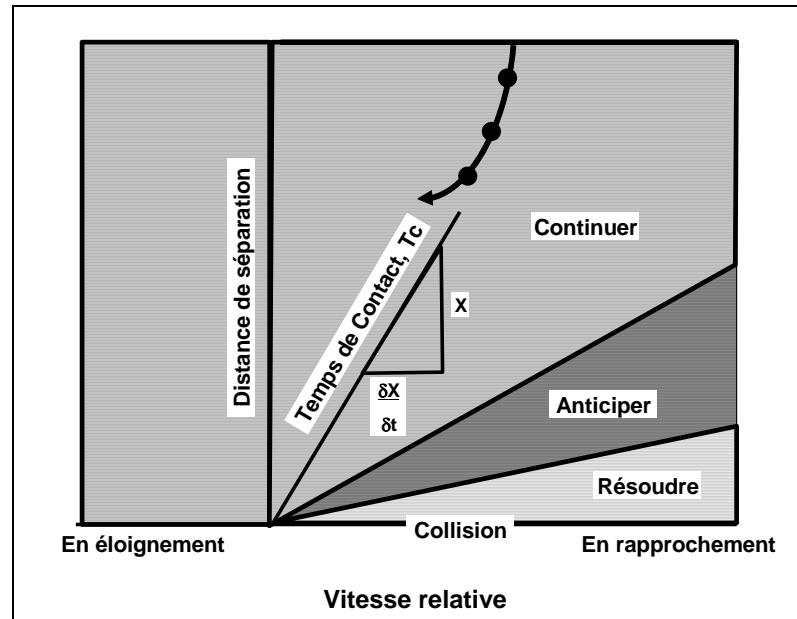 Distance de séparation
Temps de Contact, Tc
Continuer
X
δX
δt
Anticiper
Résoudre
Collision
En éloignement
En rapprochement
Vitesse relative